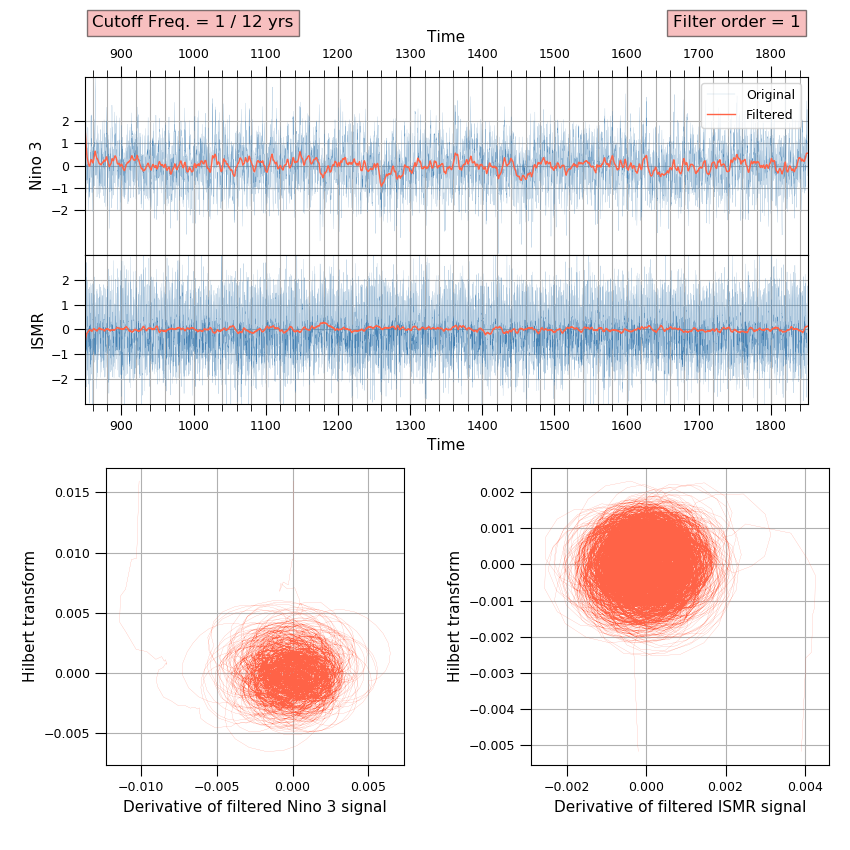 Cutoff Freq. = 1 / 12 yrs
Filter order = 1
Time
900 1000 1100 1200 1300 1400 1500 1600 1700 1800
Original
Filtered
Nino 3
2
1
0
−1
−2
ISMR
2
1
0
−1
−2
900 1000 1100 1200 1300 1400 1500 1600 1700 1800
Time
Hilbert transform
0.015
0.010
0.005
0.000
−0.005
−0.010 −0.005 0.000 0.005
Derivative of filtered Nino 3 signal
Hilbert transform
0.002
0.001
0.000
−0.001
−0.002
−0.003
−0.004
−0.005
−0.002 0.000 0.002 0.004
Derivative of filtered ISMR signal